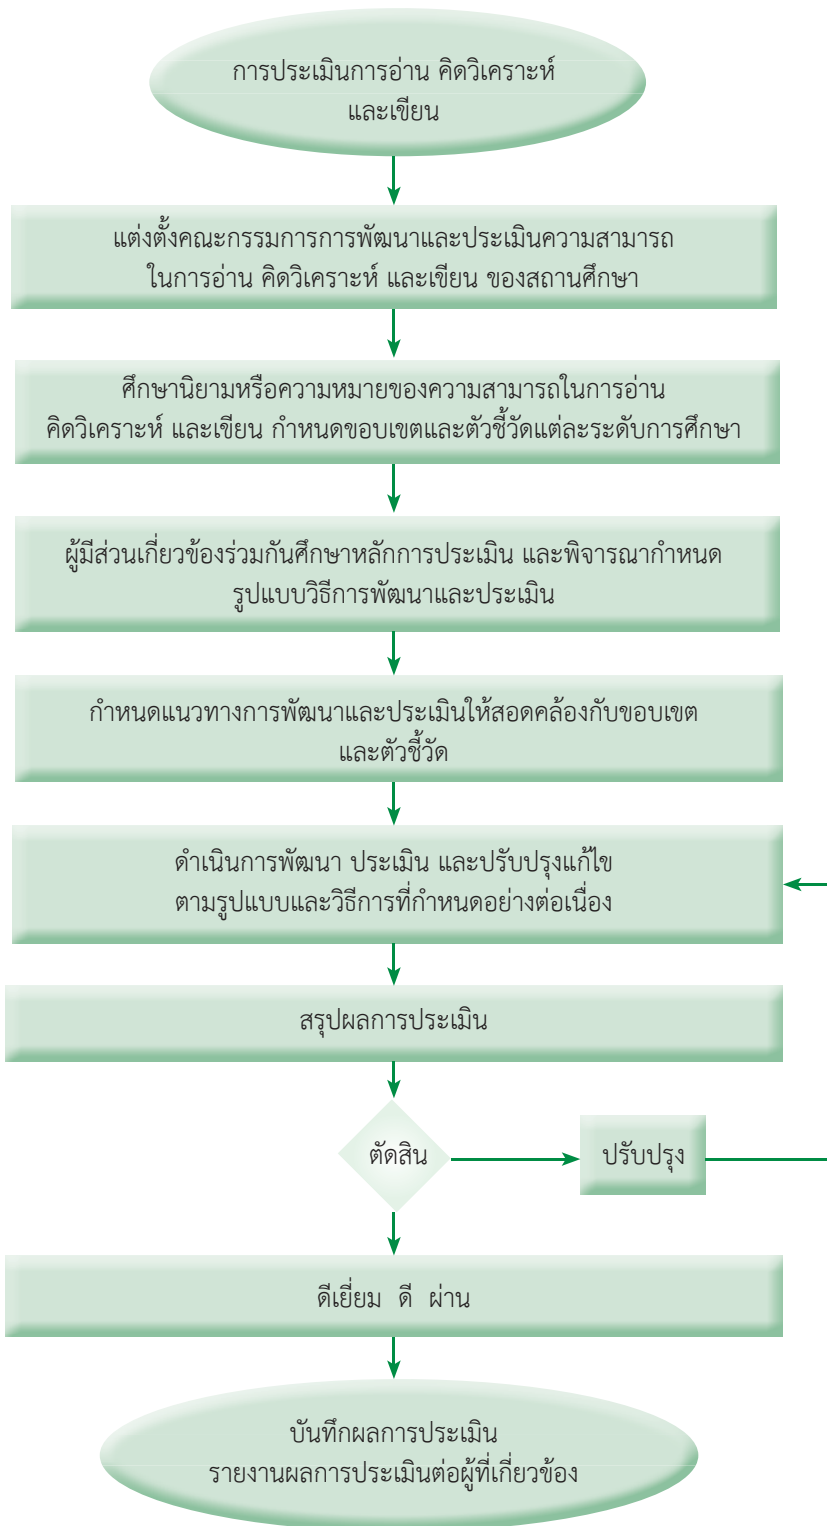 การประเมินการอ่าน คิดวิเคราะห์
และเขียน
แต่งตั้งคณะกรรมการการพัฒนาและประเมินความสามารถ
ในการอ่าน คิดวิเคราะห์ และเขียน ของสถานศึกษา
ศึกษานิยามหรือความหมายของความสามารถในการอ่าน
คิดวิเคราะห์ และเขียน กำหนดขอบเขตและตัวชี้วัดแต่ละระดับการศึกษา
ผู้มีส่วนเกี่ยวข้องร่วมกันศึกษาหลักการประเมิน และพิจารณากำหนด
รูปแบบวิธีการพัฒนาและประเมิน
กำหนดแนวทางการพัฒนาและประเมินให้สอดคล้องกับขอบเขต
และตัวชี้วัด
ดำเนินการพัฒนา ประเมิน และปรับปรุงแก้ไข
ตามรูปแบบและวิธีการที่กำหนดอย่างต่อเนื่อง
สรุปผลการประเมิน
ตัดสิน
ปรับปรุง
ดีเยี่ยม ดี ผ่าน
บันทึกผลการประเมิน
รายงานผลการประเมินต่อผู้ที่เกี่ยวข้อง